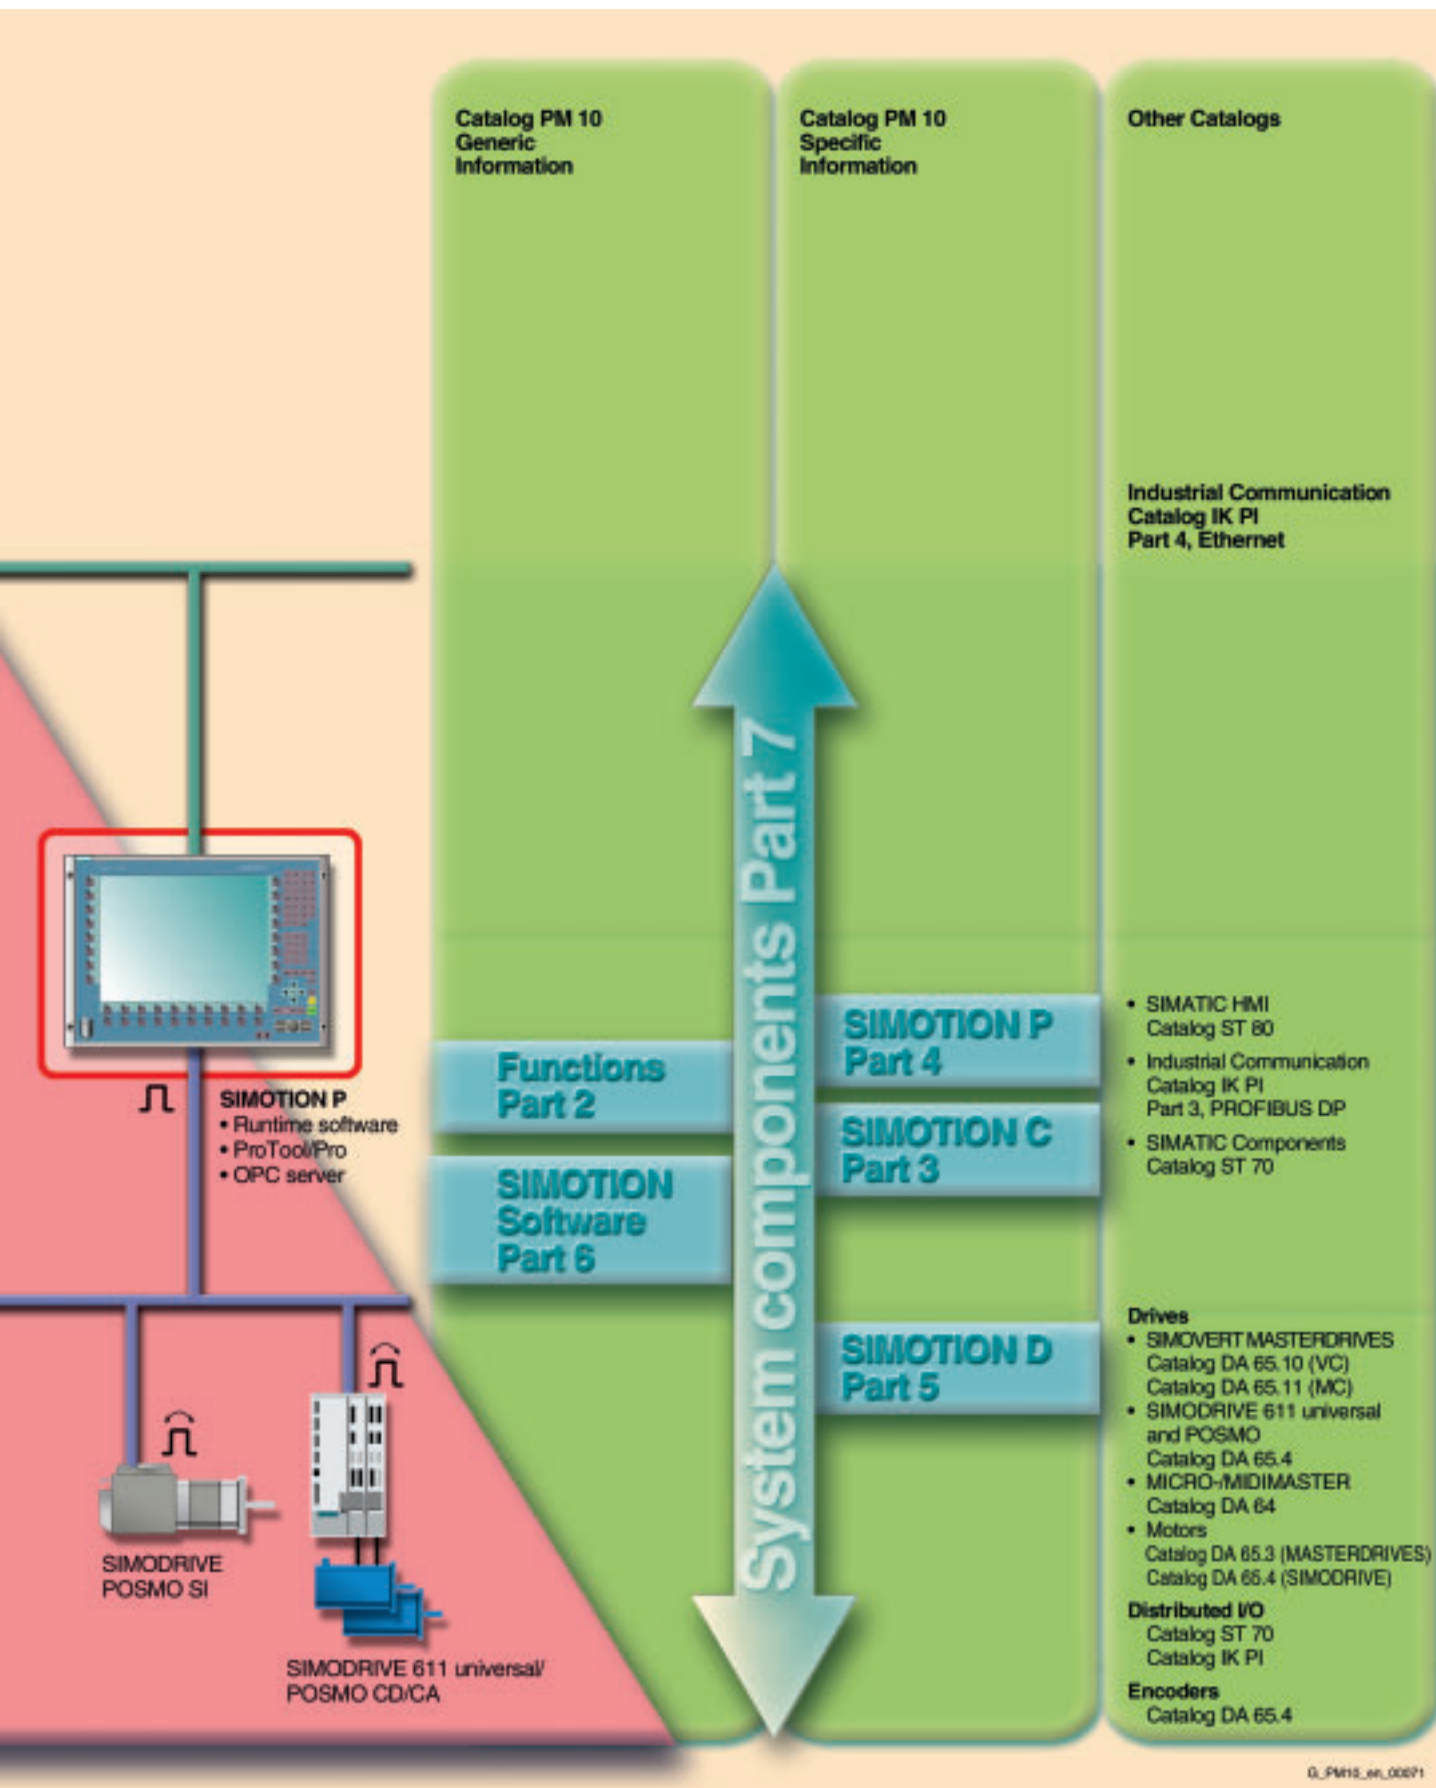 Catalog PM 10
Generic
Information
Catalog PM 10
Specific
Information
Other Catalogs
Industrial Communication
Catalog IK PI
Part 4, Ethernet
System components Part 7
SIMOTION P
• Runtime software
• ProTool/Pro
• OPC server
Functions
Part 2
SIMOTION
Software
Part 6
SIMOTION P
Part 4
SIMOTION C
Part 3
SIMOTION D
Part 5
• SIMATIC HMI
Catalog ST 80
• Industrial Communication
Catalog IK PI
Part 3, PROFIBUS DP
• SIMATIC Components
Catalog ST 70
Drives
• SIMOVERT MASTERDRIVES
Catalog DA 65.10 (VC)
Catalog DA 65.11 (MC)
• SIMODRIVE 611 universal
and POSMO
Catalog DA 65.4
• MICRO-/MIDIMASTER
Catalog DA 64
• Motors
Catalog DA 65.3 (MASTERDRIVES)
Catalog DA 65.4 (SIMODRIVE)
Distributed I/O
Catalog ST 70
Catalog IK PI
Encoders
Catalog DA 65.4
SIMODRIVE
POSMO SI
SIMODRIVE 611 universal/
POSMO CD/CA
G_PM10_en_00071